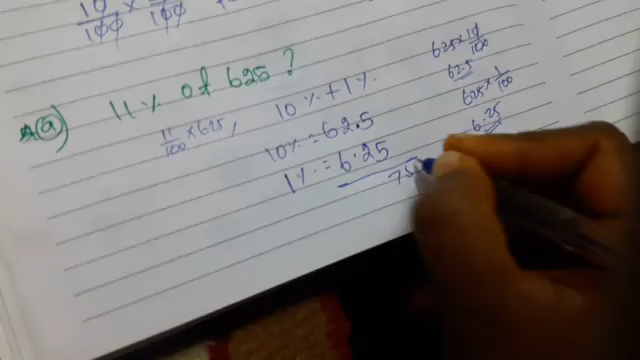 10/100 × /100
(a) 11% of 625 ?
11/100 × 625 10% + 1%
10% = 62.5
1% = 6.25
75
625 × 10/100
62.5
625 × 1/100
6.25